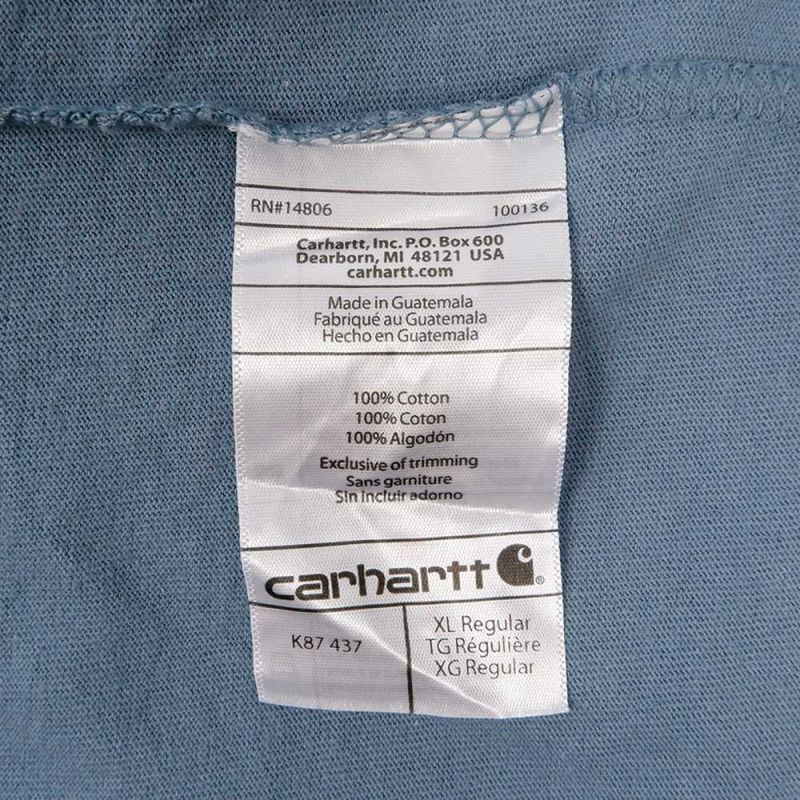 RN#14806 100136
Carhartt, Inc. P.O. Box 600
Dearborn, MI 48121 USA
carhartt.com
Made in Guatemala
Fabriqué au Guatemala
Hecho en Guatemala
100% Cotton
100% Coton
100% Algodón
Exclusive of trimming
Sans garniture
Sin incluir adorno
carhartt®
K87 437
XL Regular
TG Régulière
XG Regular